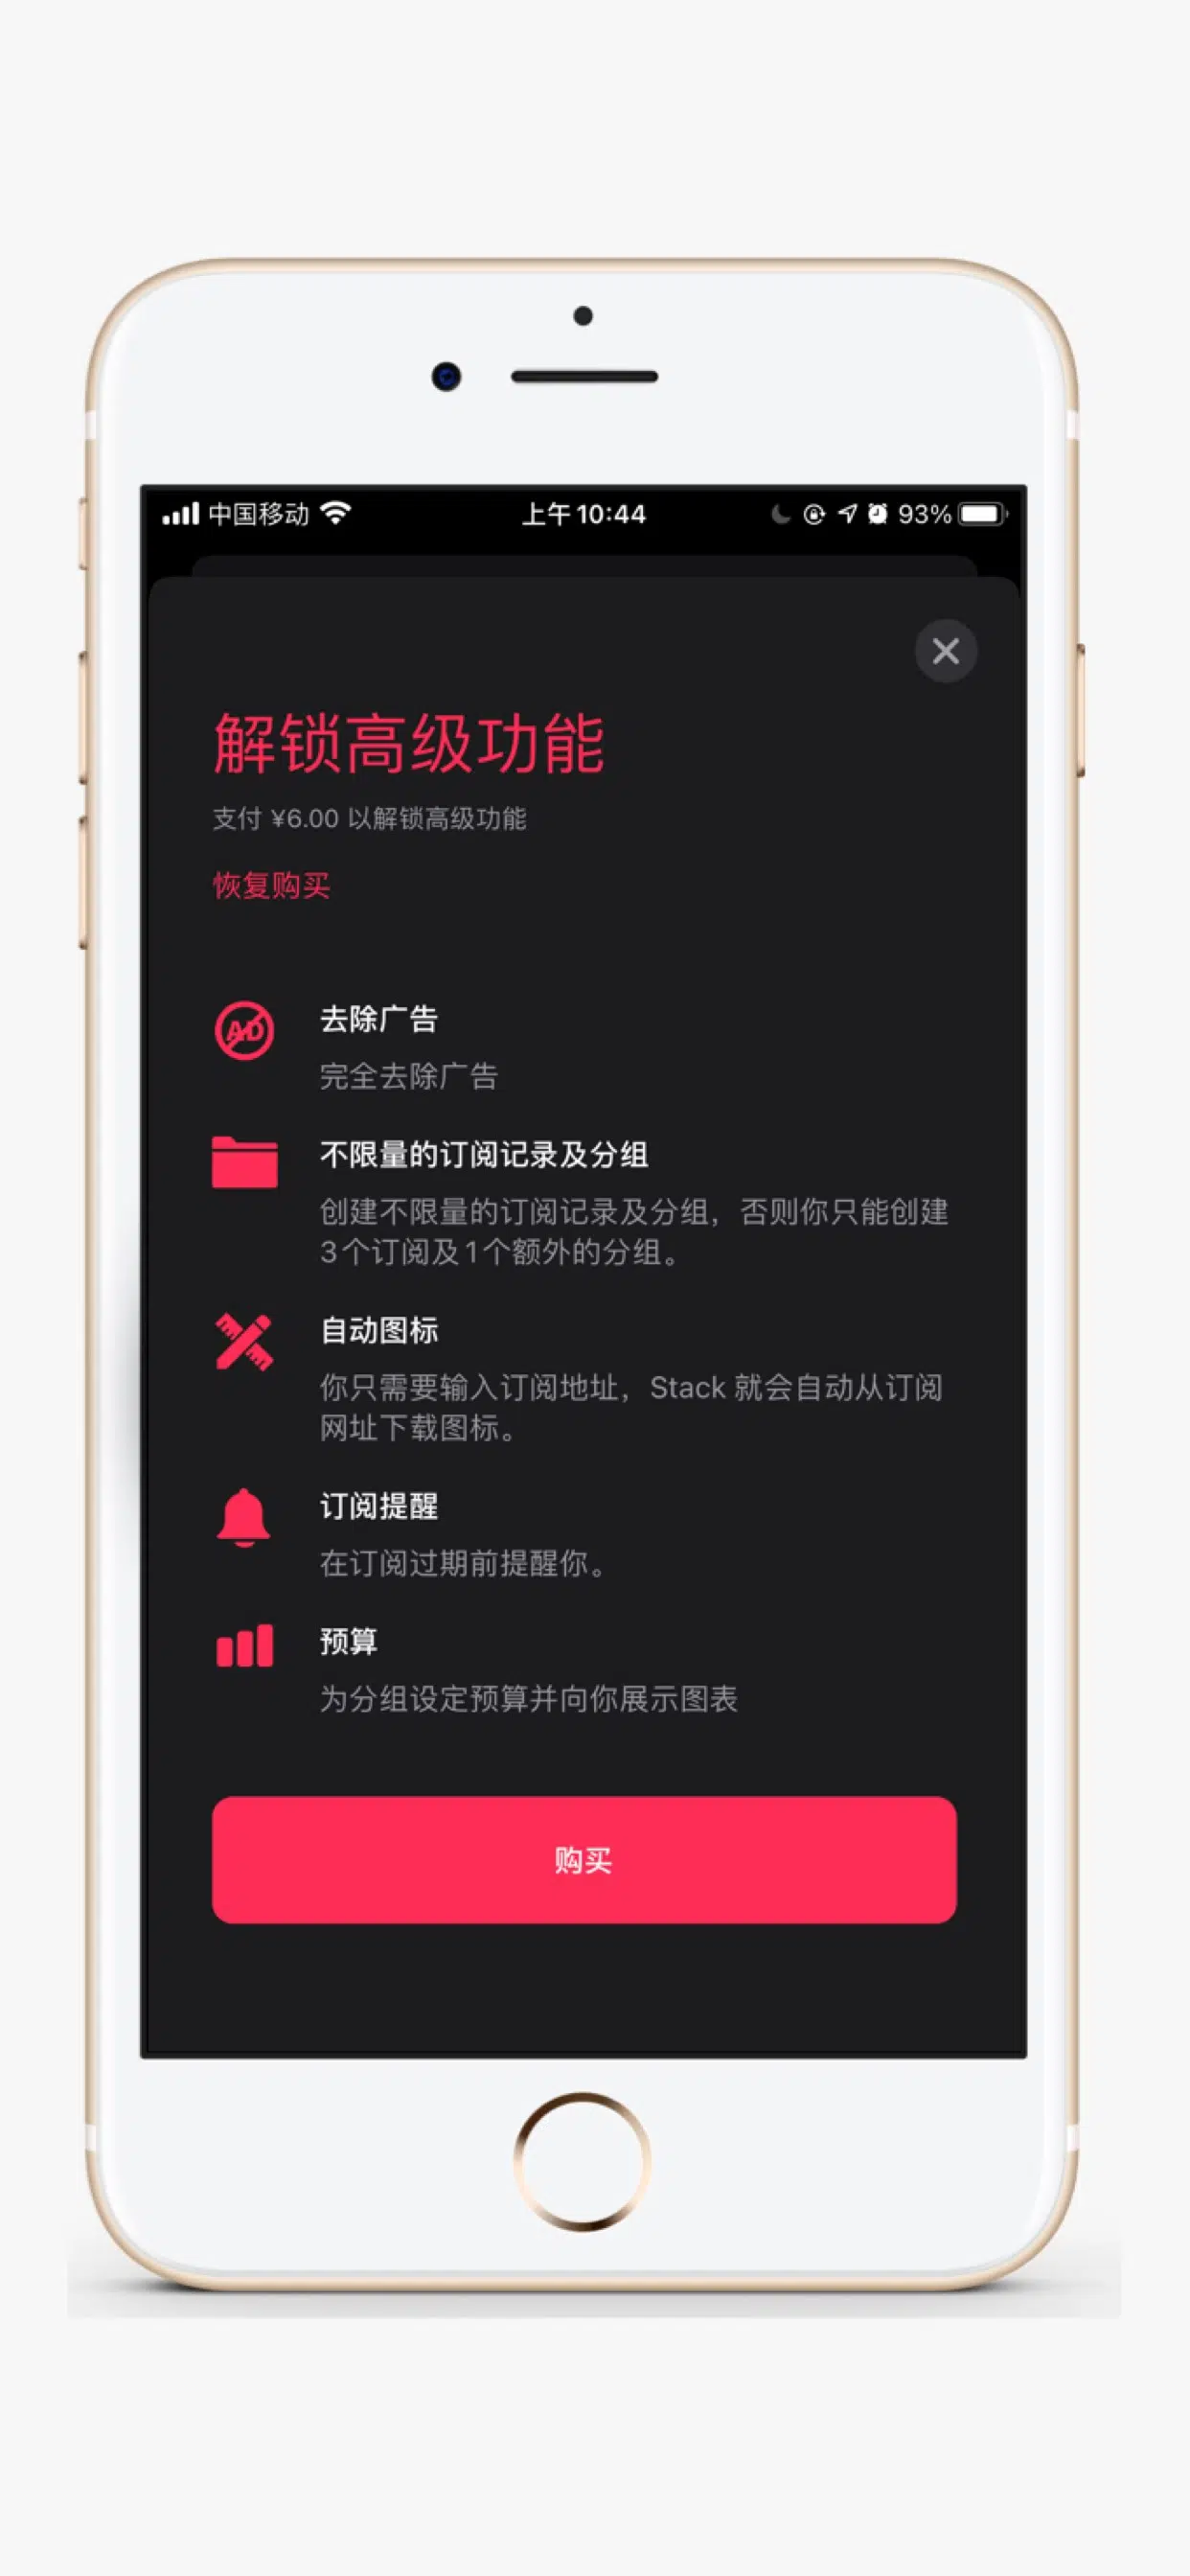 中国移动
上午10:44
93%
解锁高级功能
支付 ¥6.00 以解锁高级功能
恢复购买
AD
去除广告
完全去除广告
不限量的订阅记录及分组
创建不限量的订阅记录及分组，否则你只能创建
3个订阅及1个额外的分组。
自动图标
你只需要输入订阅地址，Stack 就会自动从订阅
网址下载图标。
订阅提醒
在订阅过期前提醒你。
预算
为分组设定预算并向你展示图表
购买